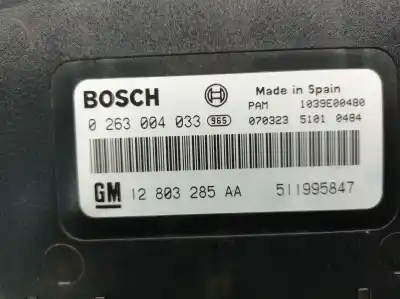 BOSCH Made in Spain
PAM 1039E00480
0 263 004 033 965 070323 5101 0484
GM 12 803 285 AA 511995847